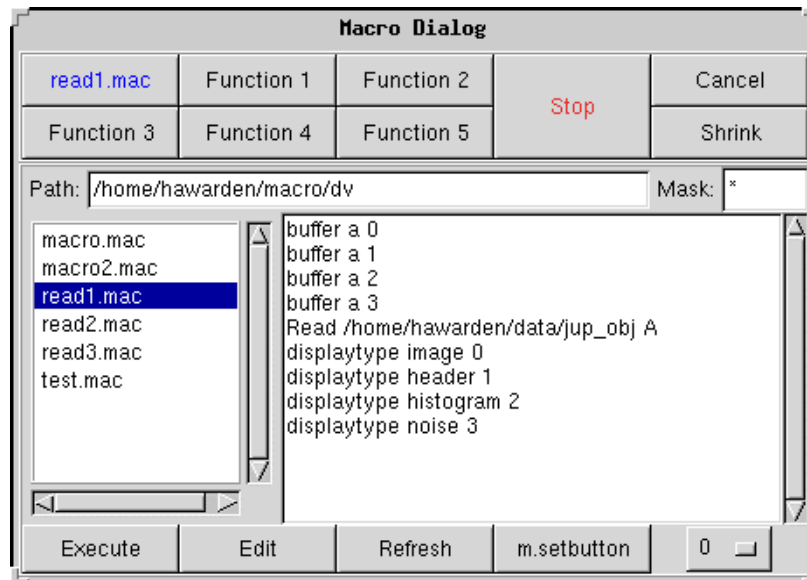 Macro Dialog
read1.mac Function 1 Function 2 Stop Cancel
Function 3 Function 4 Function 5 Shrink
Path: /home/hawarden/macro/dv Mask: *
macro.mac
macro2.mac
read1.mac
read2.mac
read3.mac
test.mac
buffer a 0
buffer a 1
buffer a 2
buffer a 3
Read /home/hawarden/data/jup_obj A
displaytype image 0
displaytype header 1
displaytype histogram 2
displaytype noise 3
Execute Edit Refresh m.setbutton 0